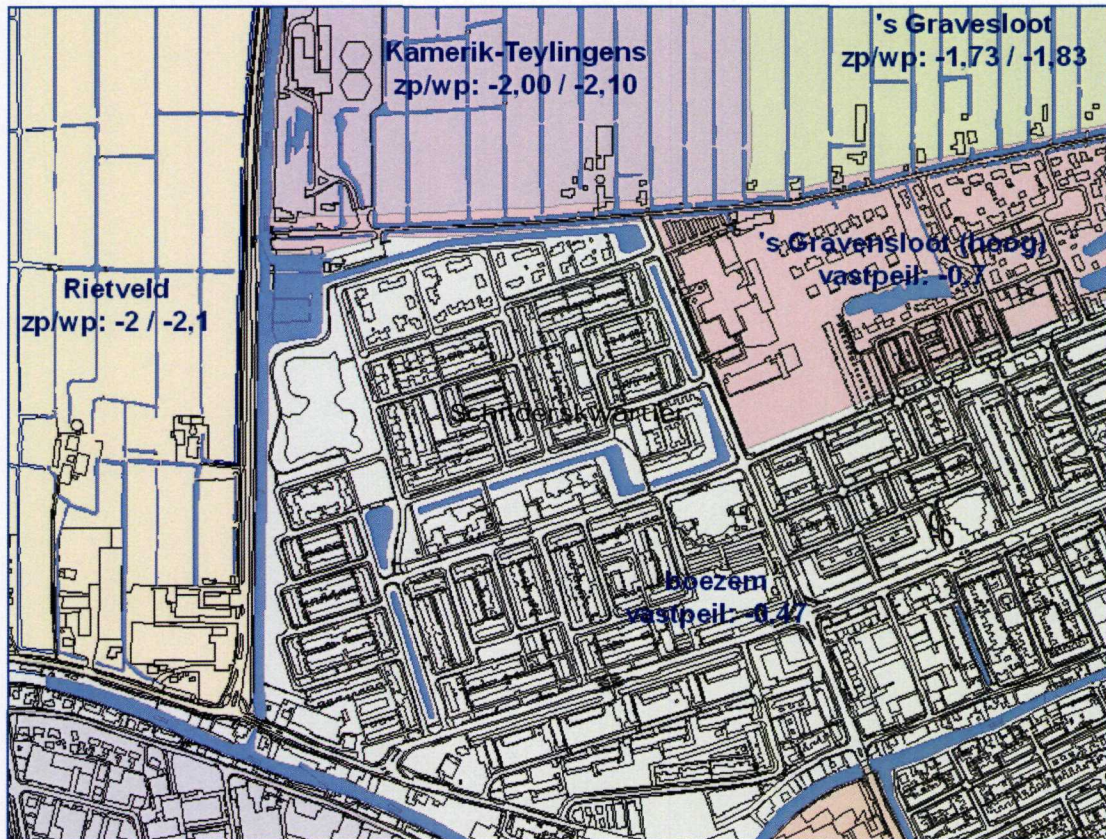 Kamerik-Teylingens
zp/wp: -2,00 / -2,10
's Gravesloot
zp/wp: -1.73 / -1,83
's Gravensloot (hoog)
vastpeil: -0,7
Rietveld
zp/wp: -2 / -2,1
Schilderskwartier
boezem
vastpeil: -0.47